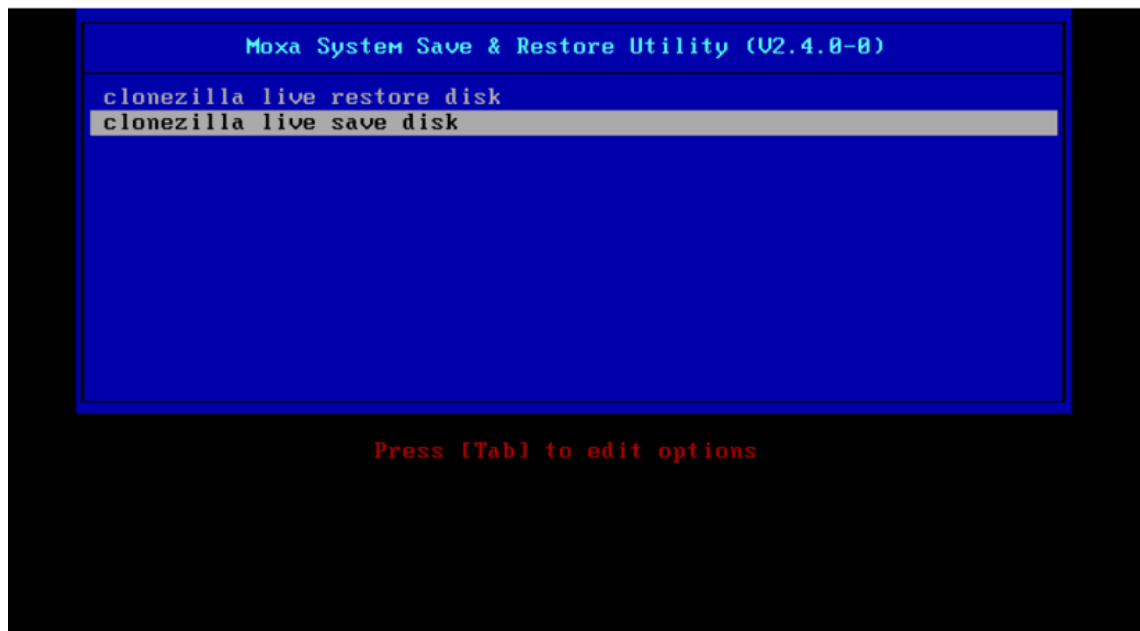 Moxa System Save & Restore Utility (V2.4.0-0)
clonezilla live restore disk
clonezilla live save disk
Press [Tab] to edit options